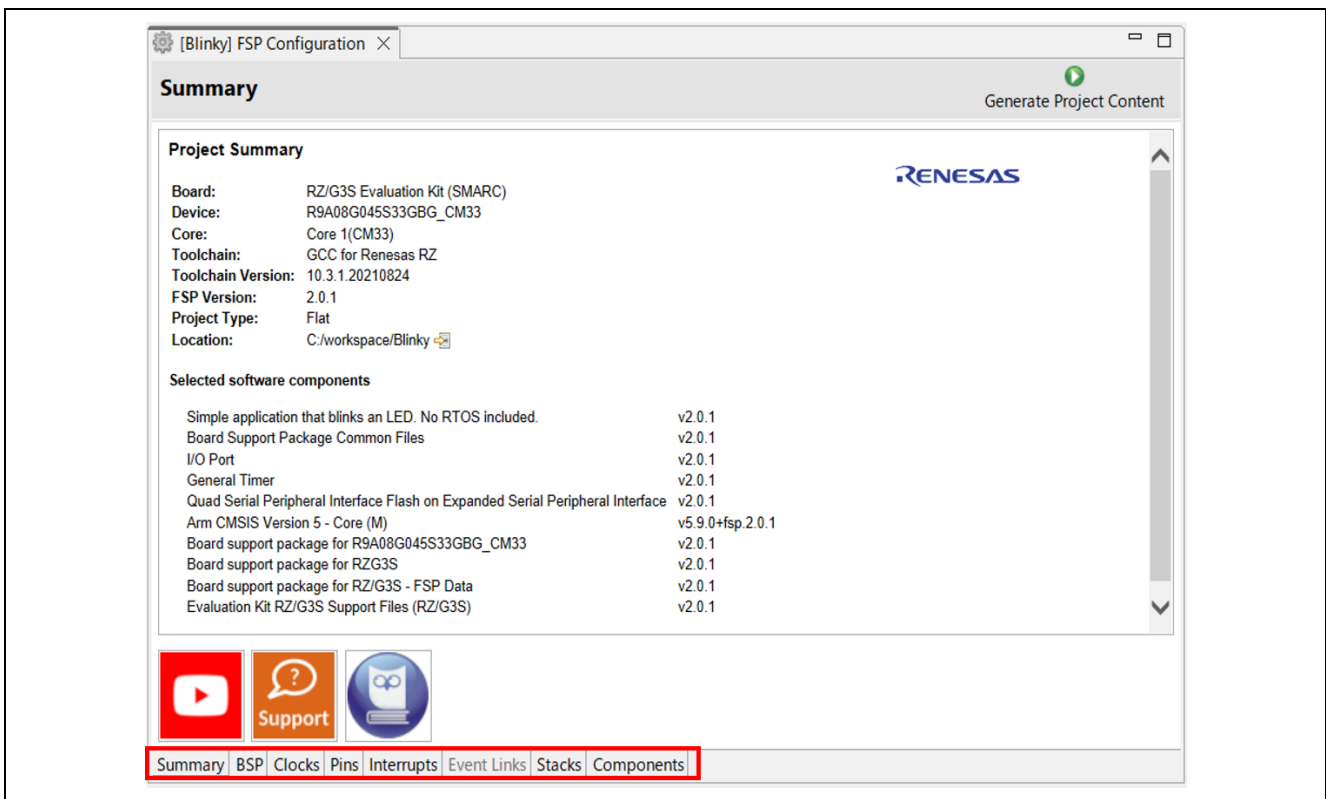 [Blinky] FSP Configuration
Summary
Generate Project Content
Project Summary
RENESAS
Board: RZ/G3S Evaluation Kit (SMARC)
Device: R9A08G045S33GBG_CM33
Core: Core 1(CM33)
Toolchain: GCC for Renesas RZ
Toolchain Version: 10.3.1.20210824
FSP Version: 2.0.1
Project Type: Flat
Location: C:/workspace/Blinky
Selected software components
Simple application that blinks an LED. No RTOS included. v2.0.1
Board Support Package Common Files v2.0.1
I/O Port v2.0.1
General Timer v2.0.1
Quad Serial Peripheral Interface Flash on Expanded Serial Peripheral Interface v2.0.1
Arm CMSIS Version 5 - Core (M) v5.9.0+fsp.2.0.1
Board support package for R9A08G045S33GBG_CM33 v2.0.1
Board support package for RZG3S v2.0.1
Board support package for RZ/G3S - FSP Data v2.0.1
Evaluation Kit RZ/G3S Support Files (RZ/G3S) v2.0.1
?
Support
Summary BSP Clocks Pins Interrupts Event Links Stacks Components